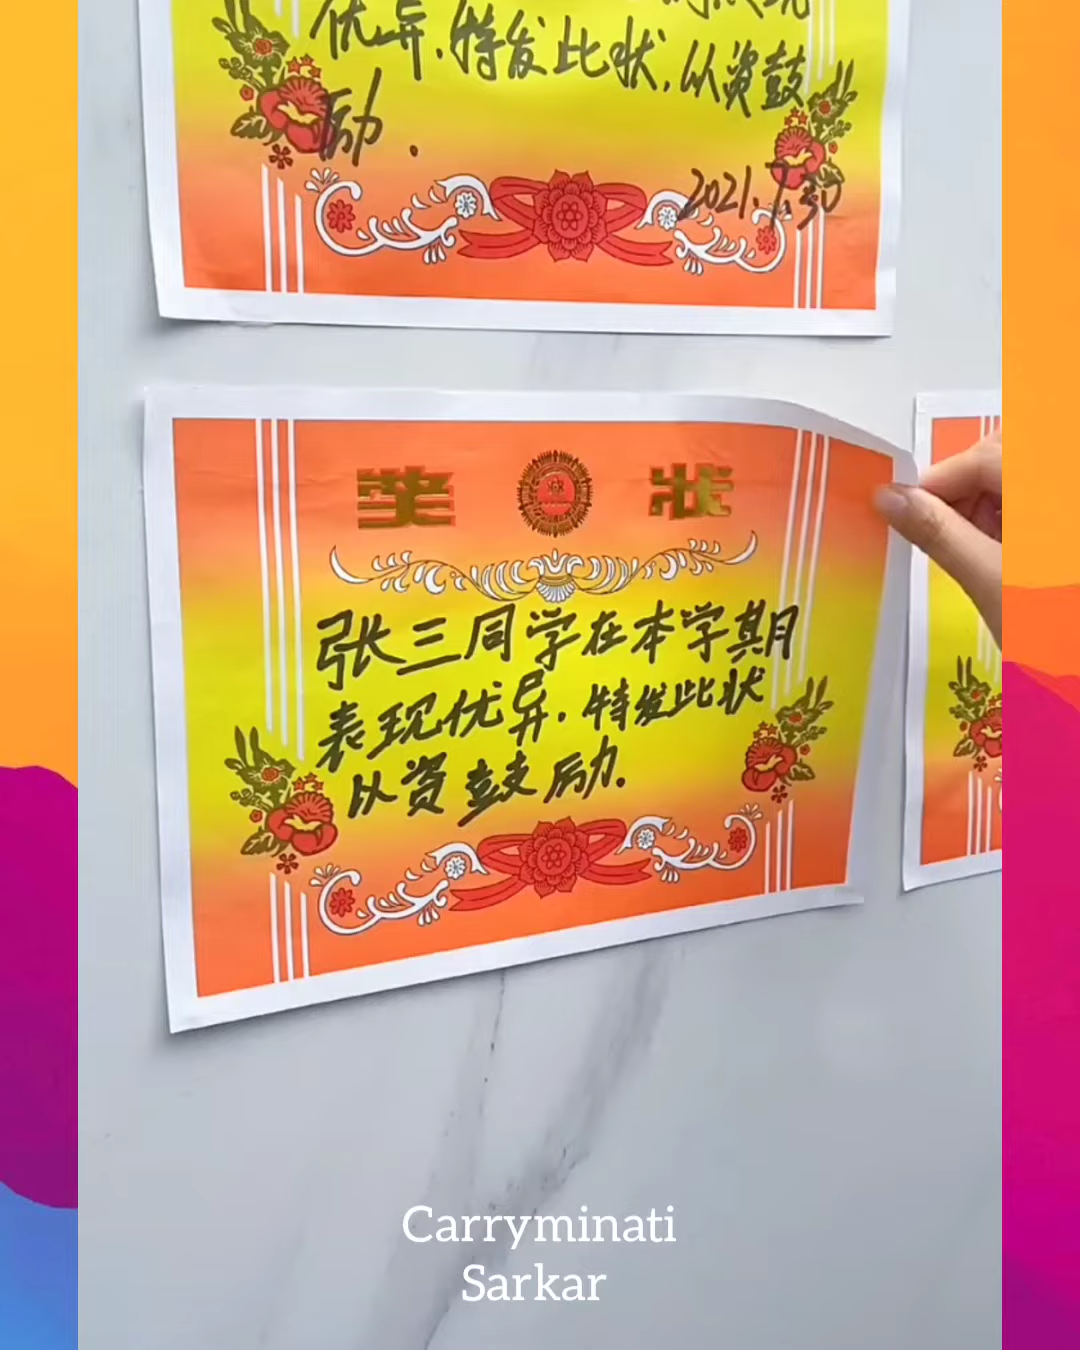 优异.特发此状,从资鼓
励.
2021.7.30
奖状
张三同学在本学期
表现优异.特发此状
以资鼓励.
Carryminati
Sarkar